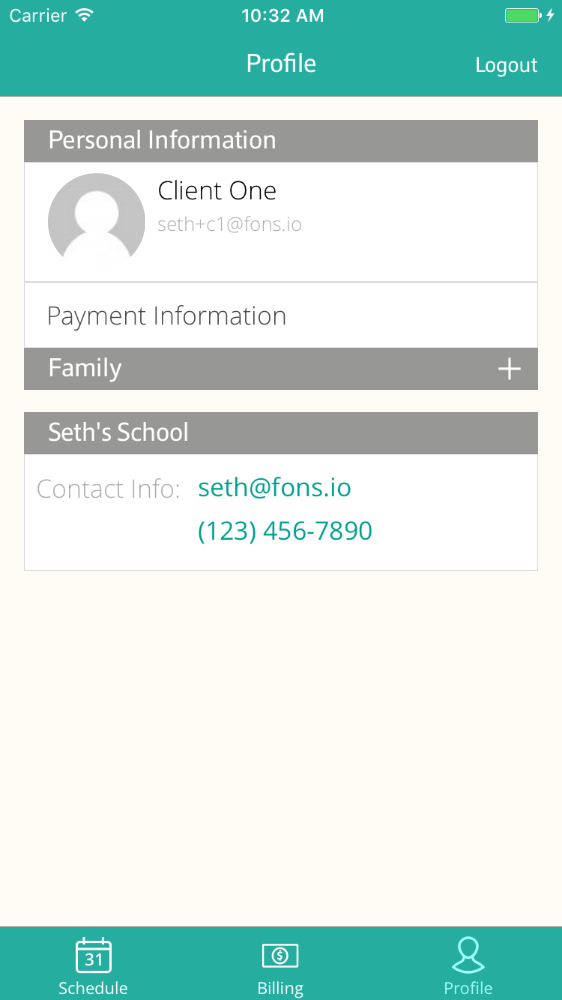 Carrier 10:32 AM
Profile Logout
Personal Information
Client One
seth+c1@fons.io
Payment Information
Family +
Seth's School
Contact Info: seth@fons.io
(123) 456-7890
31
$
Schedule Billing Profile